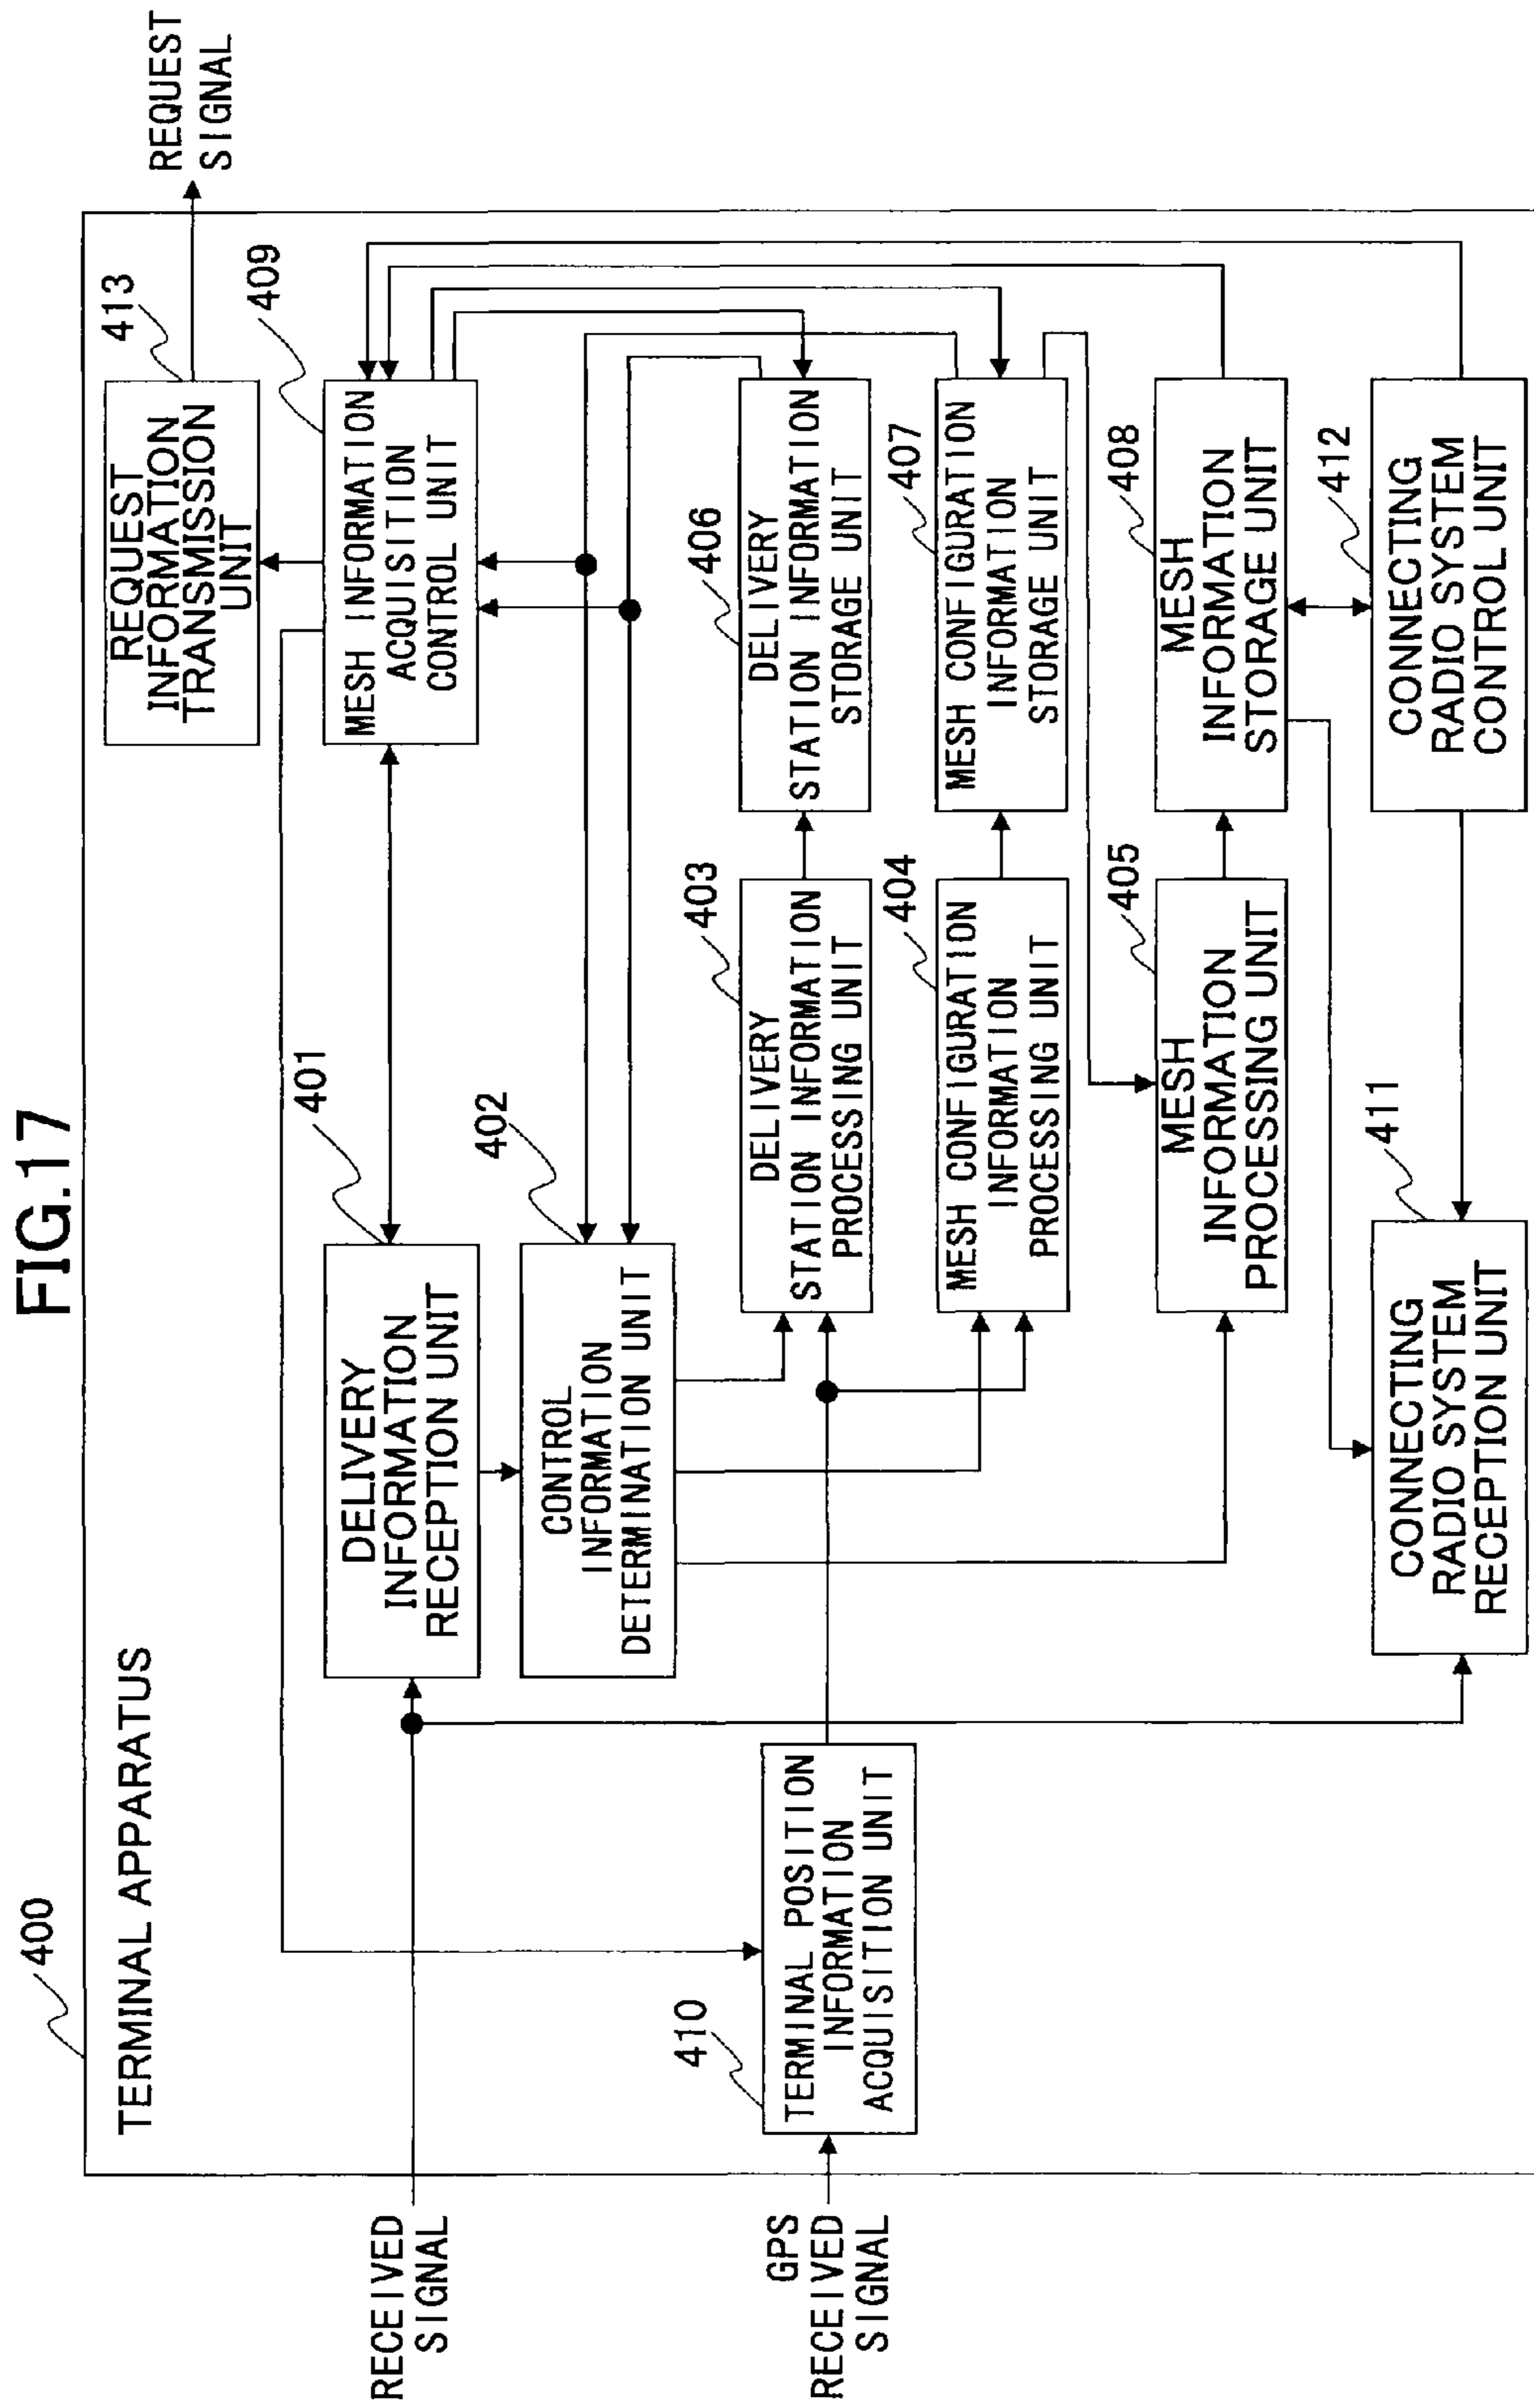 FIG.17
400
TERMINAL APPARATUS
REQUEST
SIGNAL
413
REQUEST
INFORMATION
TRANSMISSION
UNIT
409
MESH INFORMATION
ACQUISITION
CONTROL UNIT
401
DELIVERY
INFORMATION
RECEPTION UNIT
RECEIVED
SIGNAL
402
CONTROL
INFORMATION
DETERMINATION UNIT
410
TERMINAL POSITION
INFORMATION
ACQUISITION UNIT
GPS
RECEIVED
SIGNAL
403
DELIVERY
STATION INFORMATION
PROCESSING UNIT
406
DELIVERY
STATION INFORMATION
STORAGE UNIT
404
MESH CONFIGURATION
INFORMATION
PROCESSING UNIT
407
MESH CONFIGURATION
INFORMATION
STORAGE UNIT
405
MESH
INFORMATION
PROCESSING UNIT
408
MESH
INFORMATION
STORAGE UNIT
411
CONNECTING
RADIO SYSTEM
RECEPTION UNIT
412
CONNECTING
RADIO SYSTEM
CONTROL UNIT